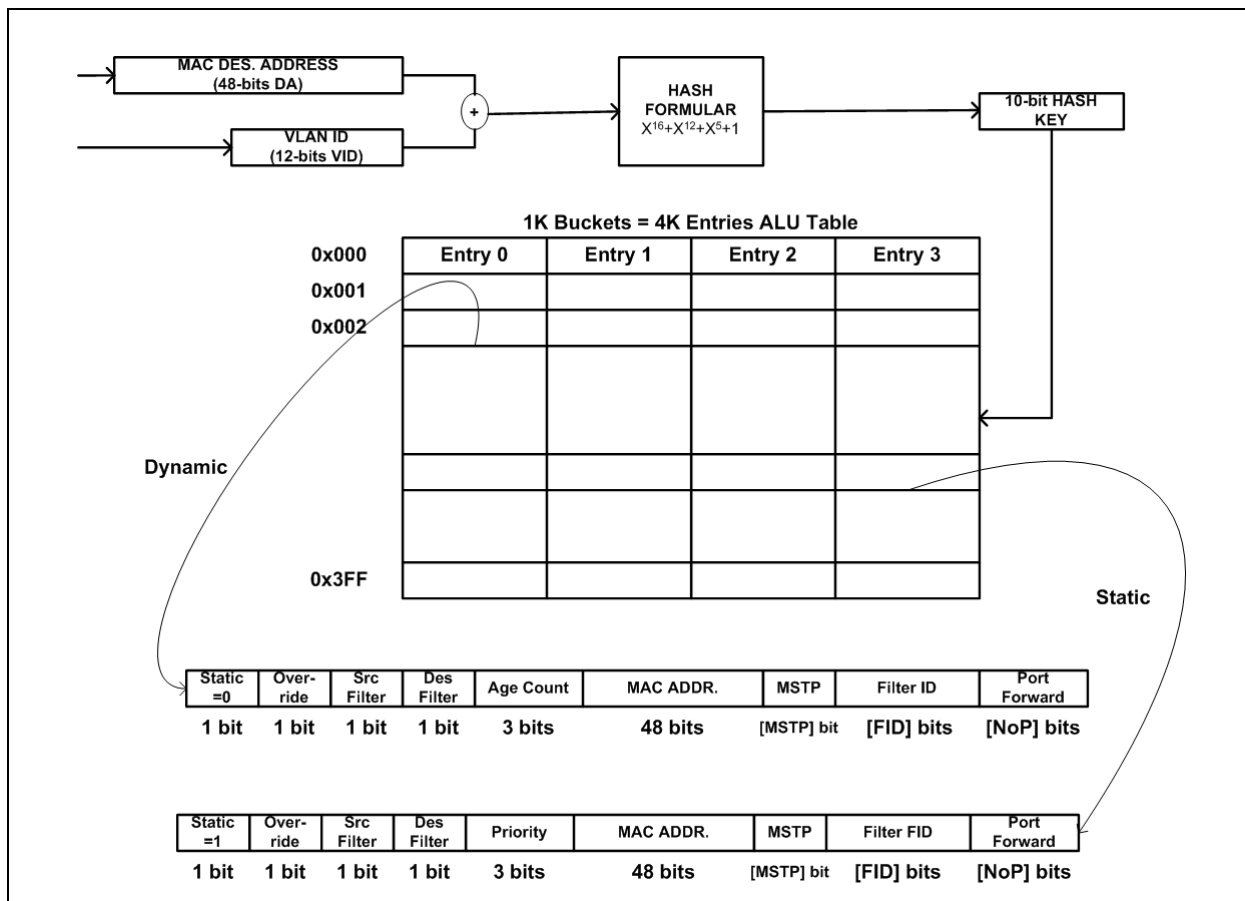 MAC DES. ADDRESS
(48-bits DA)
HASH
FORMULAR
X^16+X^12+X^5+1
10-bit HASH
KEY
+
VLAN ID
(12-bits VID)
1K Buckets = 4K Entries ALU Table
0x000 Entry 0 Entry 1 Entry 2 Entry 3
0x001
0x002
Dynamic
0x3FF
Static
Static
=0
Over-
ride
Src
Filter
Des
Filter
Age Count
MAC ADDR.
MSTP
Filter ID
Port
Forward
1 bit 1 bit 1 bit 1 bit 3 bits 48 bits [MSTP] bit [FID] bits [NoP] bits
Static
=1
Over-
ride
Src
Filter
Des
Filter
Priority
MAC ADDR.
MSTP
Filter FID
Port
Forward
1 bit 1 bit 1 bit 1 bit 3 bits 48 bits [MSTP] bit [FID] bits [NoP] bits